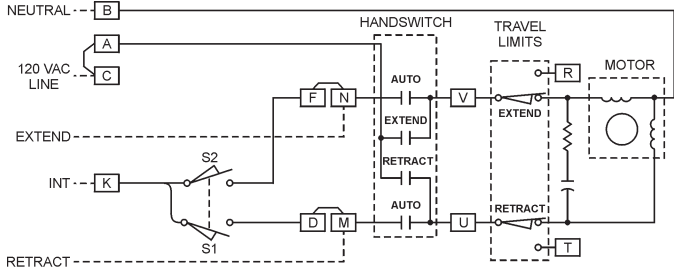 NEUTRAL B
HANDSWITCH
TRAVEL
LIMITS
A
R
MOTOR
120 VAC
LINE
C
AUTO
F N
V
EXTEND
EXTEND
EXTEND
S2
RETRACT
INT K
AUTO
RETRACT
D M
U
S1
T
RETRACT